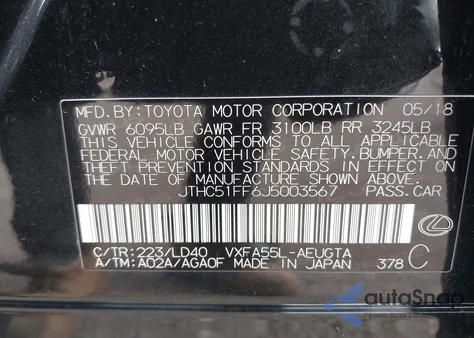 MFD.BY:TOYOTA MOTOR CORPORATION 05/18
GVWR 6095LB GAWR FR 3100LB RR 3245LB
THIS VEHICLE CONFORMS TO ALL APPLICABLE
FEDERAL MOTOR VEHICLE SAFETY,BUMPER,AND
THEFT PREVENTION STANDARDS IN EFFECT ON
THE DATE OF MANUFACTURE SHOWN ABOVE.
JTHC51FF6J5003567 PASS.CAR
C/TR:223/LD40 VXFA55L-AEUGTA
A/TM:A02A/AGA0F MADE IN JAPAN 378 C
autoSnap